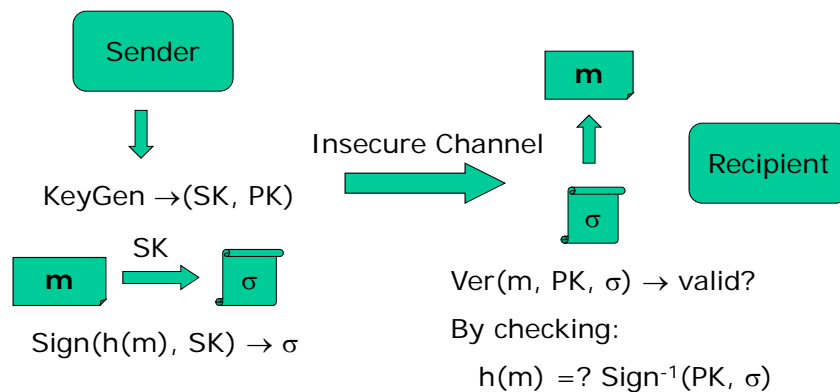 Sender
KeyGen →(SK, PK)
SK
m
σ
Sign(h(m), SK) → σ
Insecure Channel
m
σ
Recipient
Ver(m, PK, σ) → valid?
By checking:
h(m) =? Sign⁻¹(PK, σ)